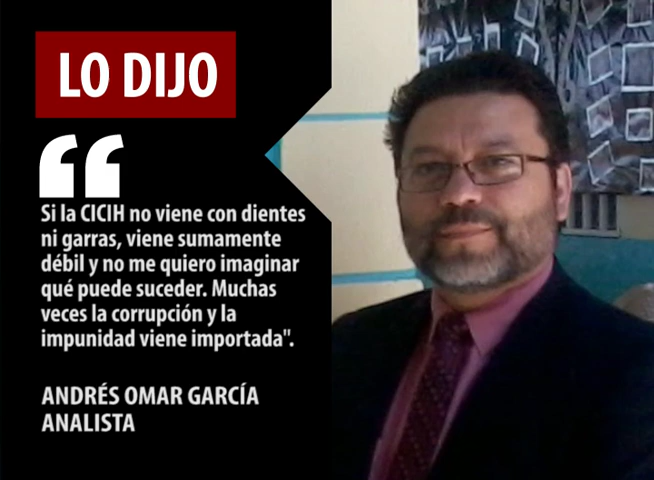 LO DIJO
“
Si la CICIH no viene con dientes
ni garras, viene sumamente
débil y no me quiero imaginar
qué puede suceder. Muchas
veces la corrupción y la
impunidad viene importada".
ANDRÉS OMAR GARCÍA
ANALISTA